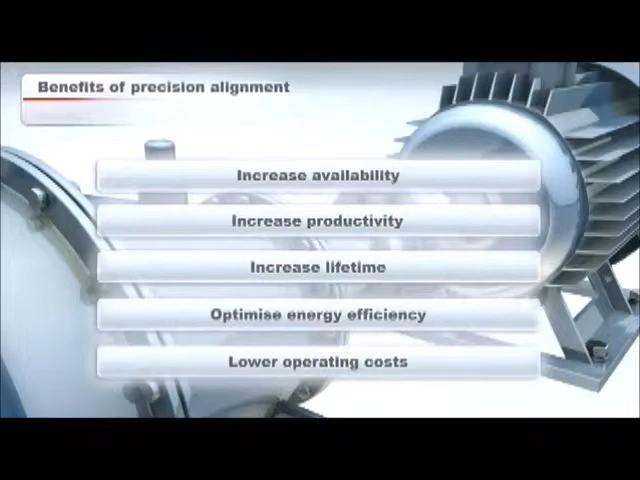 Benefits of precision alignment
Increase availability
Increase productivity
Increase lifetime
Optimise energy efficiency
Lower operating costs